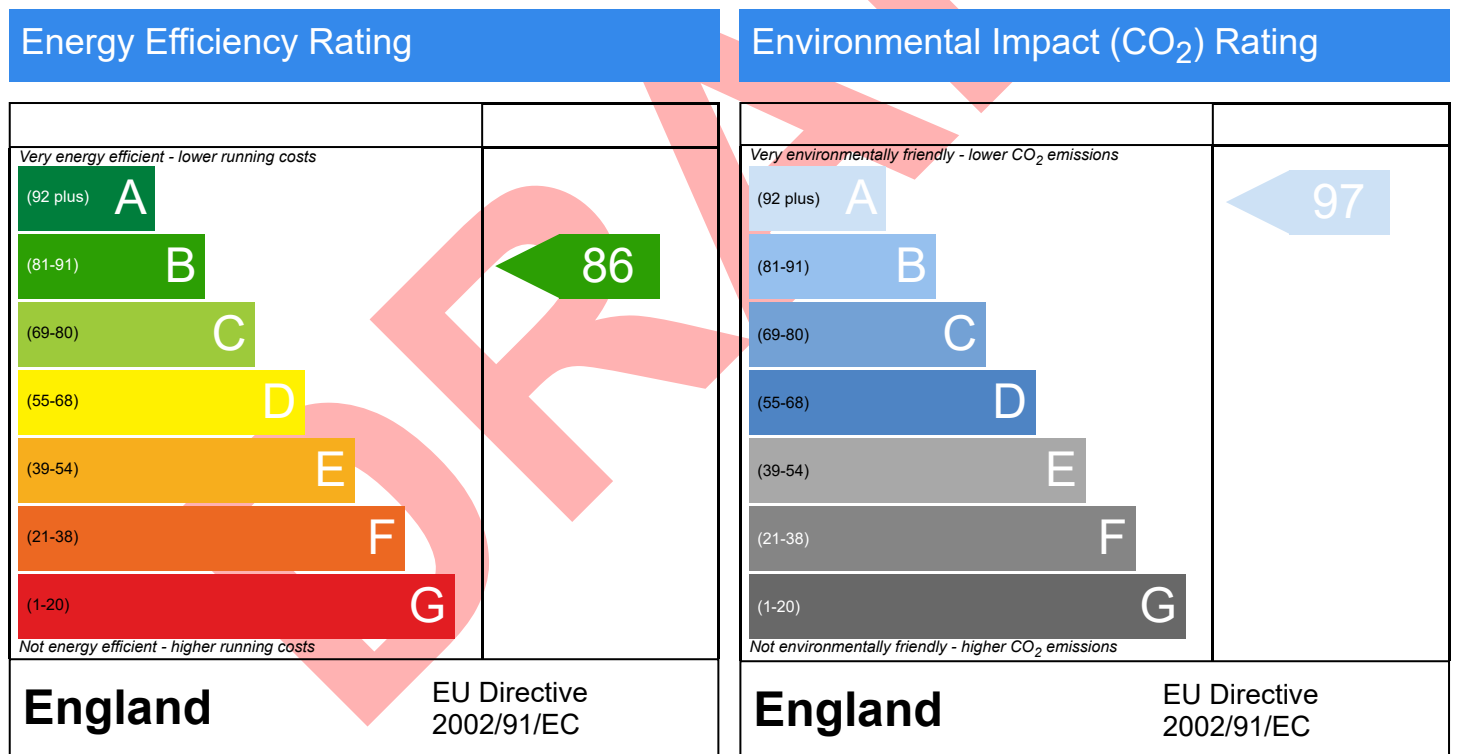 Energy Efficiency Rating
Very energy efficient - lower running costs
(92 plus) A
(81-91) B
86
(69-80) C
(55-68) D
(39-54) E
(21-38) F
(1-20) G
Not energy efficient - higher running costs
England
EU Directive
2002/91/EC
Environmental Impact (CO2) Rating
Very environmentally friendly - lower CO2 emissions
(92 plus) A
97
(81-91) B
(69-80) C
(55-68) D
(39-54) E
(21-38) F
(1-20) G
Not environmentally friendly - higher CO2 emissions
England
EU Directive
2002/91/EC